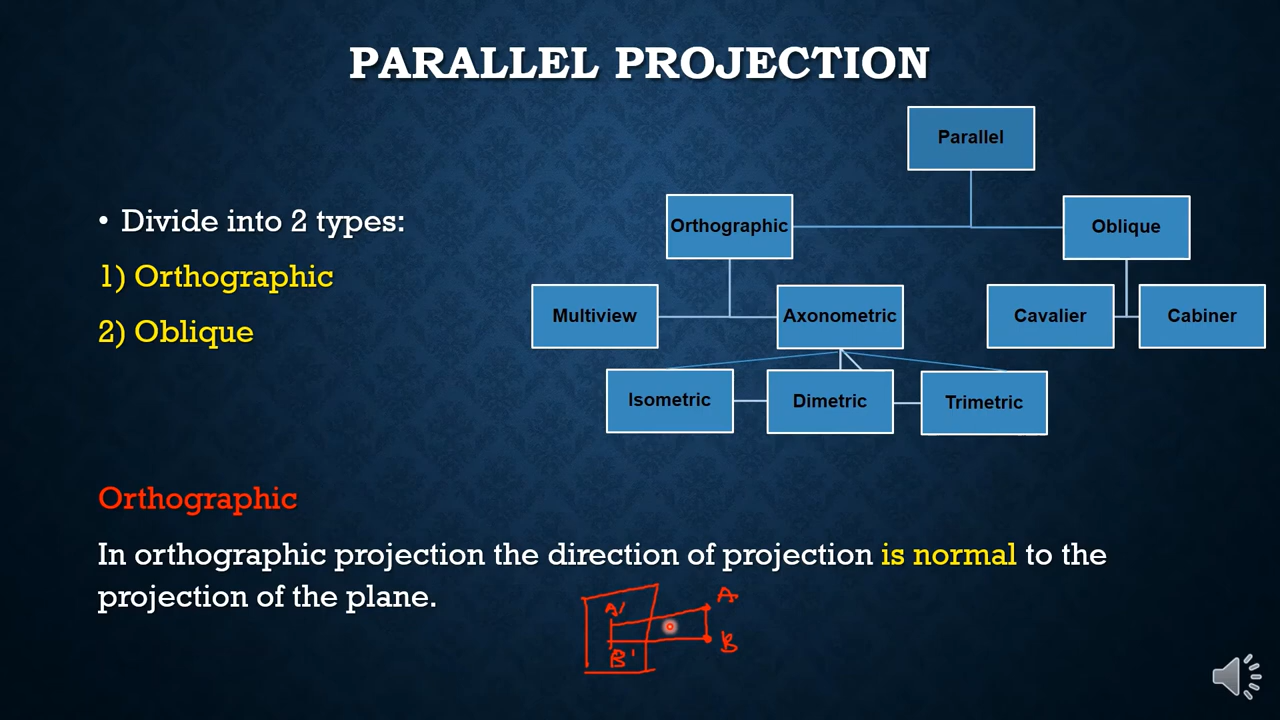 PARALLEL PROJECTION
• Divide into 2 types:
1) Orthographic
2) Oblique
Parallel
Orthographic
Oblique
Multiview
Axonometric
Cavalier
Cabiner
Isometric
Dimetric
Trimetric
Orthographic
In orthographic projection the direction of projection is normal to the
projection of the plane.
A' A
B' B